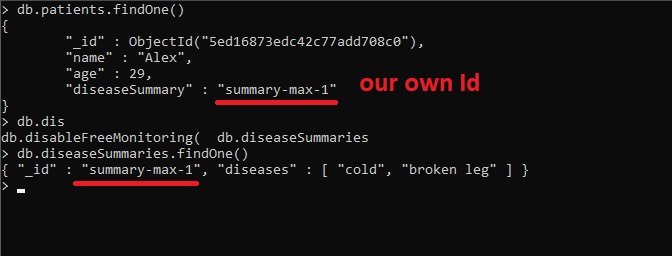 > db.patients.findOne()
{
        "_id" : ObjectId("5ed16873edc42c77add708c0"),
        "name" : "Alex",
        "age" : 29,
        "diseaseSummary" : "summary-max-1" our own Id
}
> db.dis
db.disableFreeMonitoring(  db.diseaseSummaries
> db.diseaseSummaries.findOne()
{ "_id" : "summary-max-1", "diseases" : [ "cold", "broken leg" ] }
>